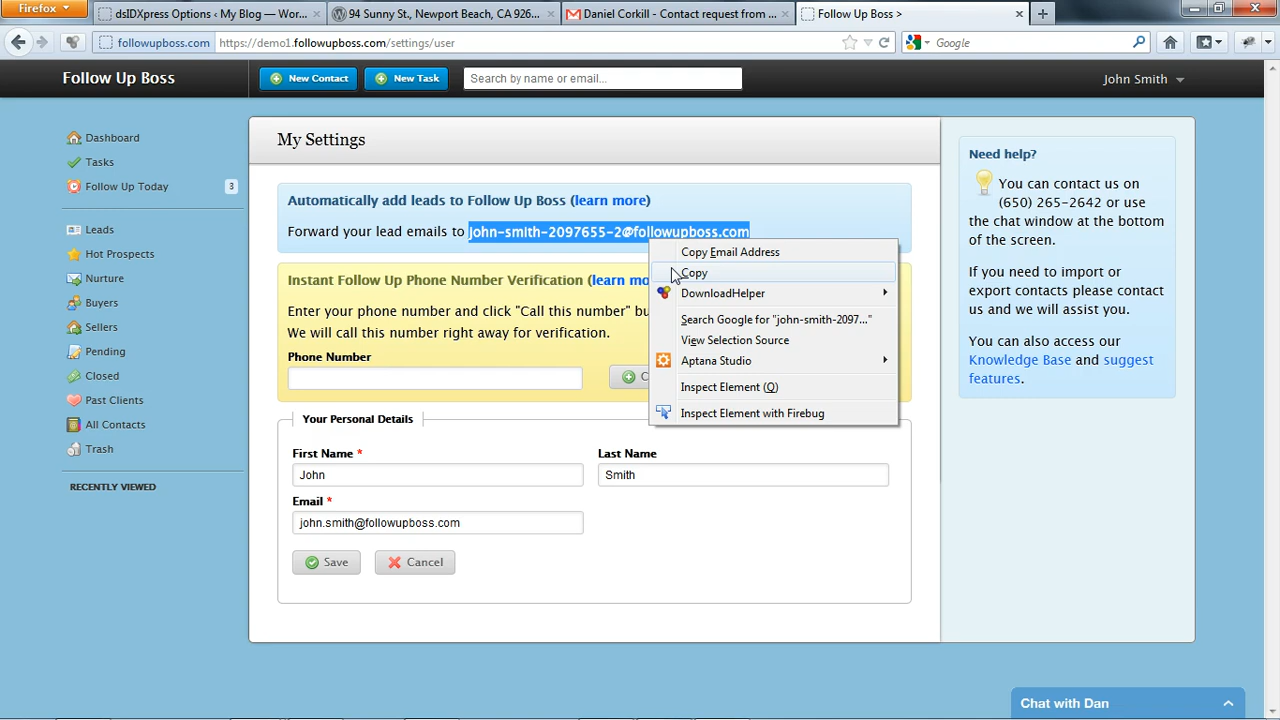 Firefox
dsIDXpress Options ‹ My Blog — Wor...
94 Sunny St., Newport Beach, CA 926...
Daniel Corkill - Contact request from ...
Follow Up Boss >
followupboss.com
https://demo1.followupboss.com/settings/user
Google
Follow Up Boss
New Contact
New Task
Search by name or email...
John Smith
Dashboard
Tasks
Follow Up Today
3
Leads
Hot Prospects
Nurture
Buyers
Sellers
Pending
Closed
Past Clients
All Contacts
Trash
RECENTLY VIEWED
My Settings
Automatically add leads to Follow Up Boss (learn more)
Forward your lead emails to john-smith-2097655-2@followupboss.com
Instant Follow Up Phone Number Verification (learn mo
Enter your phone number and click "Call this number" bu
We will call this number right away for verification.
Phone Number
C
Copy Email Address
Copy
DownloadHelper
Search Google for "john-smith-2097..."
View Selection Source
Aptana Studio
Inspect Element (Q)
Inspect Element with Firebug
Your Personal Details
First Name *
Last Name
John
Smith
Email *
john.smith@followupboss.com
Save
Cancel
Need help?
You can contact us on
(650) 265-2642 or use
the chat window at the bottom
of the screen.
If you need to import or
export contacts please contact
us and we will assist you.
You can also access our
Knowledge Base and suggest
features.
Chat with Dan